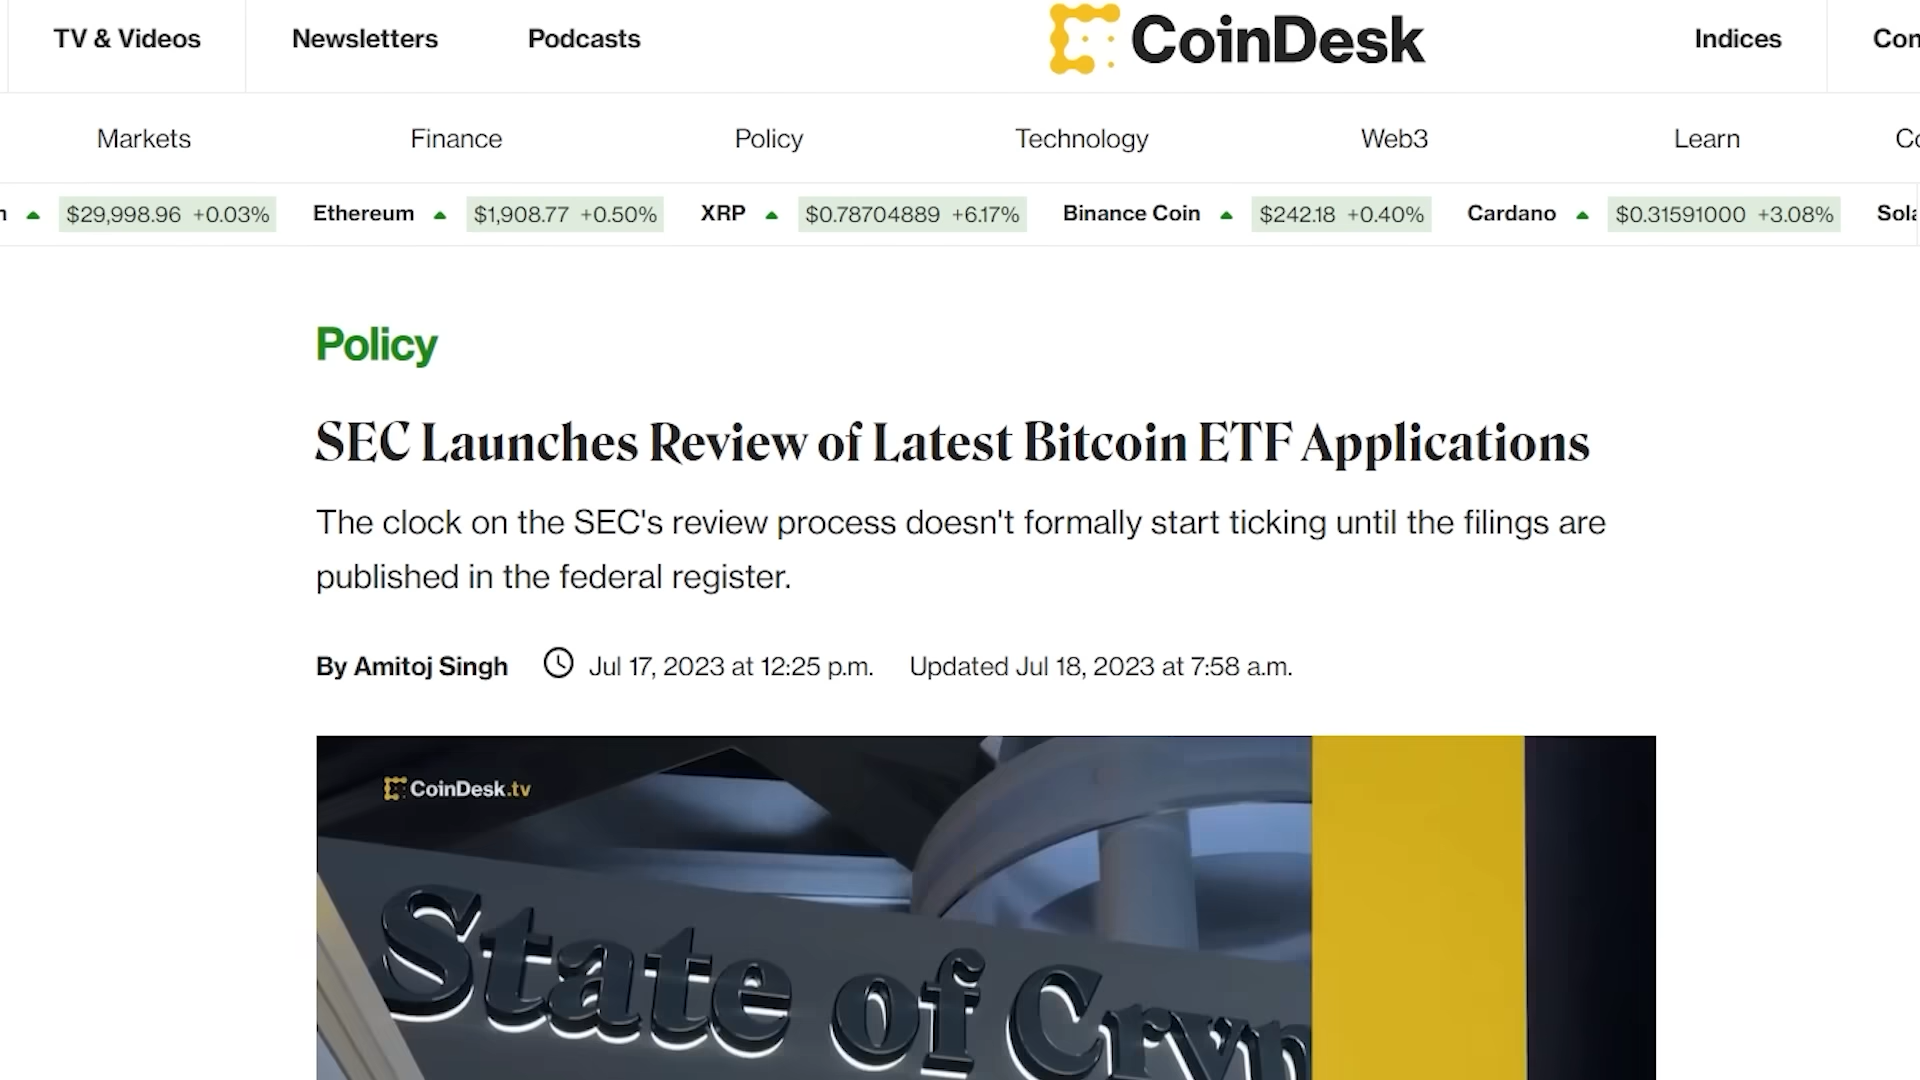 TV & Videos Newsletters Podcasts CoinDesk Indices
Markets Finance Policy Technology Web3 Learn
$29,998.96 +0.03% Ethereum $1,908.77 +0.50% XRP $0.78704889 +6.17% Binance Coin $242.18 +0.40% Cardano $0.31591000 +3.08%
Policy
SEC Launches Review of Latest Bitcoin ETF Applications
The clock on the SEC's review process doesn't formally start ticking until the filings are
published in the federal register.
By Amitoj Singh Jul 17, 2023 at 12:25 p.m. Updated Jul 18, 2023 at 7:58 a.m.
CoinDesk.tv
State of Cryp